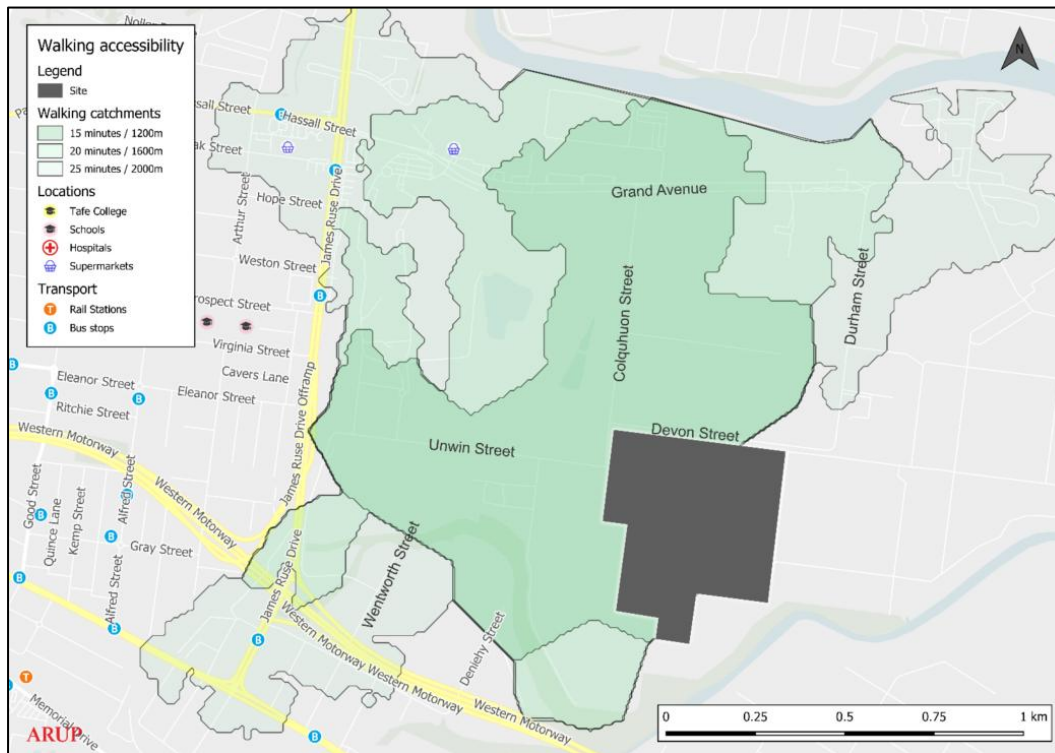 Walking accessibility
Legend
Site
Walking catchments
15 minutes / 1200m
20 minutes / 1600m
25 minutes / 2000m
Locations
Tafe College
Schools
Hospitals
Supermarkets
Transport
T Rail Stations
B Bus stops
N
Hassall Street
Hope Street
Arthur Street
Weston Street
James Ruse Drive
Grand Avenue
Virginia Street
Cavers Lane
Eleanor Street
Eleanor Street
Ritchie Street
James Ruse Drive Offramp
Colquhuon Street
Durham Street
Devon Street
Unwin Street
Western Motorway
Western Motorway
Good Street
Quince Lane
Kemp Street
Alfred Street
Alfred Street
Gray Street
James Ruse Drive
Wentworth Street
Deniehy Street
Western Motorway
Western Motorway
Western Motorway
Memorial Drive
ARUP
0 0.25 0.5 0.75 1 km